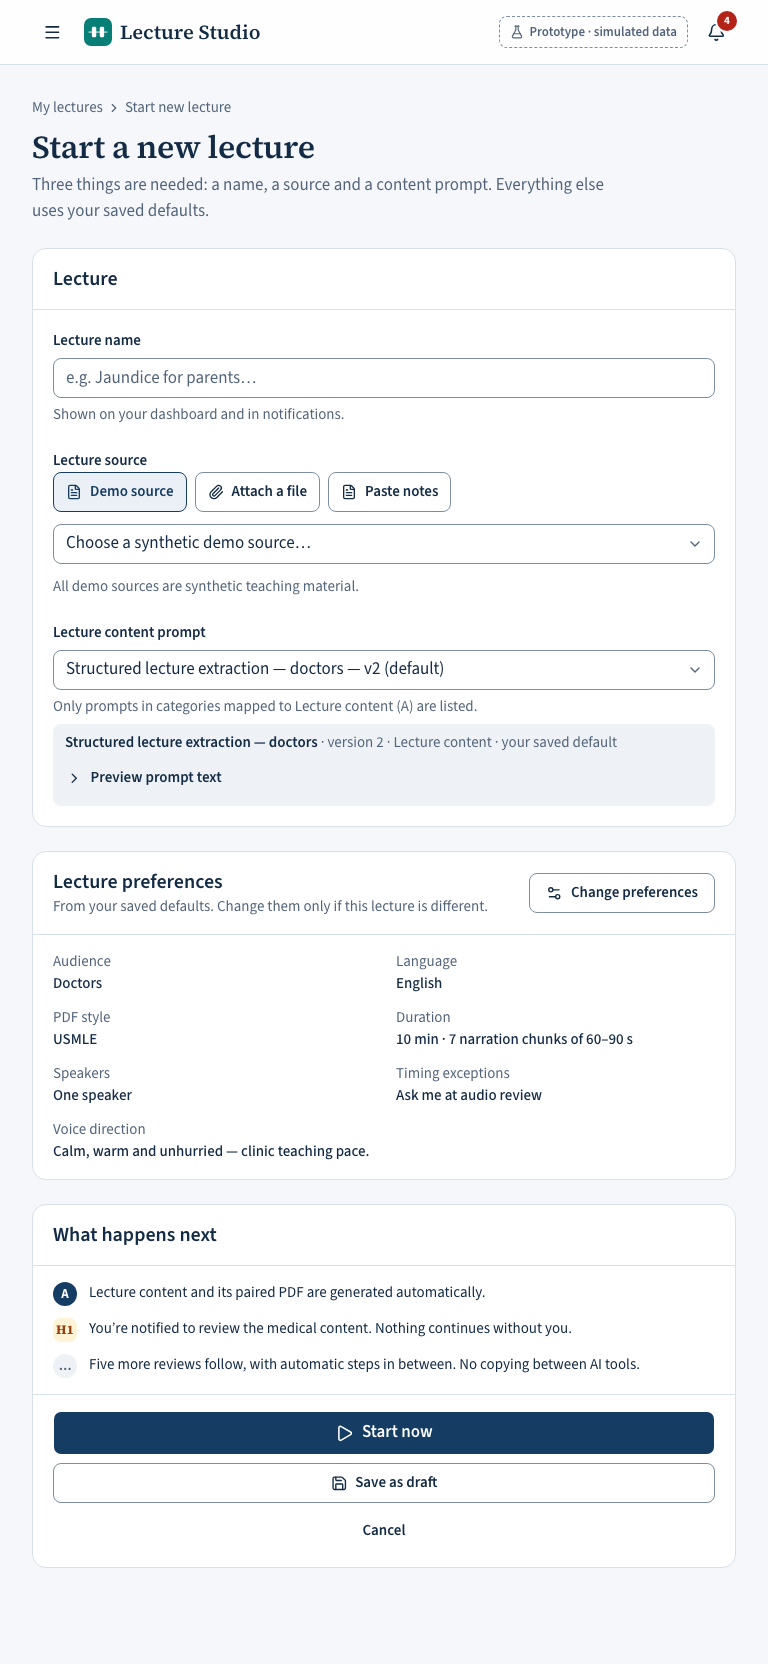 Lecture Studio
Prototype · simulated data
4
My lectures > Start new lecture
Start a new lecture
Three things are needed: a name, a source and a content prompt. Everything else
uses your saved defaults.
Lecture
Lecture name
e.g. Jaundice for parents…
Shown on your dashboard and in notifications.
Lecture source
Demo source
Attach a file
Paste notes
Choose a synthetic demo source…
All demo sources are synthetic teaching material.
Lecture content prompt
Structured lecture extraction — doctors — v2 (default)
Only prompts in categories mapped to Lecture content (A) are listed.
Structured lecture extraction — doctors · version 2 · Lecture content · your saved default
Preview prompt text
Lecture preferences
From your saved defaults. Change them only if this lecture is different.
Change preferences
Audience
Doctors
Language
English
PDF style
USMLE
Duration
10 min · 7 narration chunks of 60–90 s
Speakers
One speaker
Timing exceptions
Ask me at audio review
Voice direction
Calm, warm and unhurried — clinic teaching pace.
What happens next
A Lecture content and its paired PDF are generated automatically.
H1 You’re notified to review the medical content. Nothing continues without you.
… Five more reviews follow, with automatic steps in between. No copying between AI tools.
Start now
Save as draft
Cancel